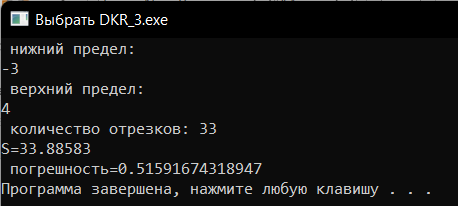 Выбрать DKR_3.exe
нижний предел:
-3
верхний предел:
4
количество отрезков: 33
S=33.88583
погрешность=0.51591674318947
Программа завершена, нажмите любую клавишу . . .